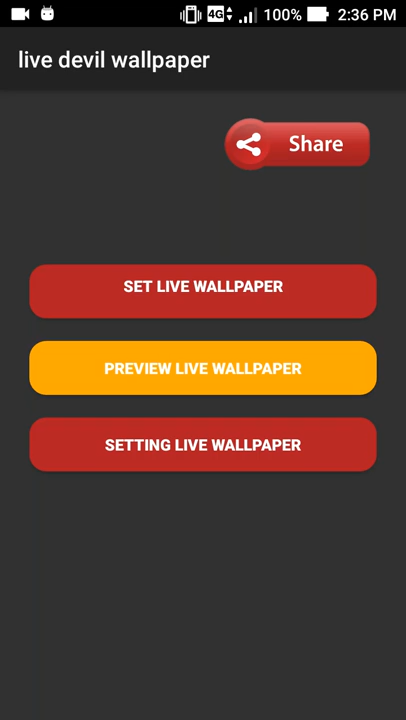 4G 100% 2:36 PM
live devil wallpaper
Share
SET LIVE WALLPAPER
PREVIEW LIVE WALLPAPER
SETTING LIVE WALLPAPER